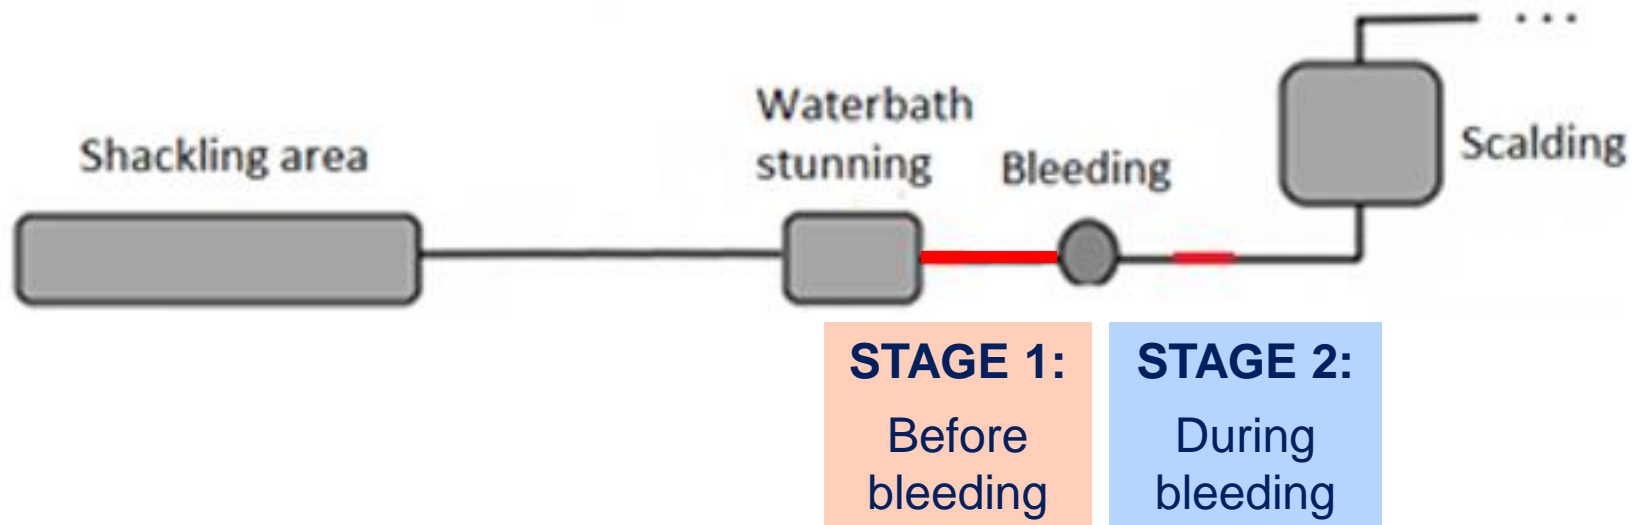 Shackling area
Waterbath
stunning
Bleeding
Scalding
...
STAGE 1:
Before
bleeding
STAGE 2:
During
bleeding